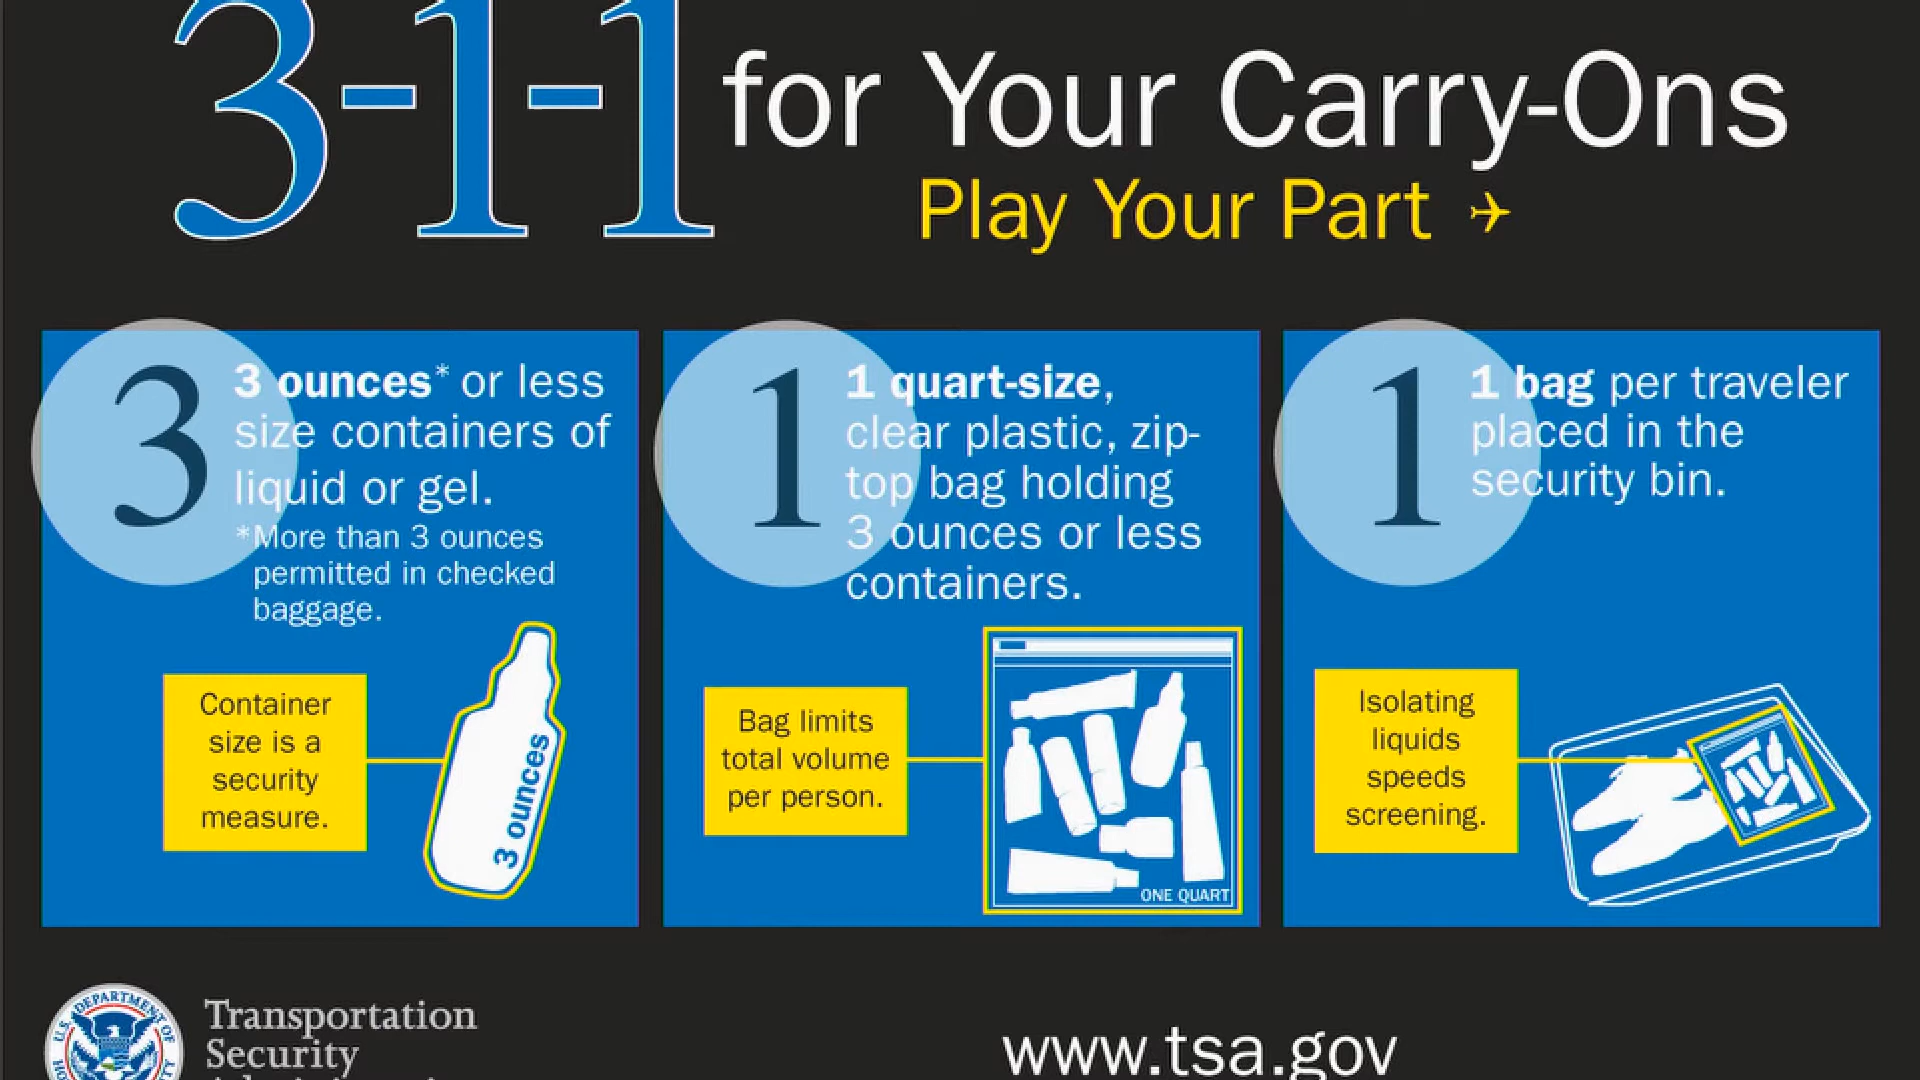 3-1-1 for Your Carry-Ons
Play Your Part
3
3 ounces* or less
size containers of
liquid or gel.
*More than 3 ounces
permitted in checked
baggage.
Container
size is a
security
measure.
3 ounces
1
1 quart-size,
clear plastic, zip-
top bag holding
3 ounces or less
containers.
Bag limits
total volume
per person.
ONE QUART
1
1 bag per traveler
placed in the
security bin.
Isolating
liquids
speeds
screening.
U.S. DEPARTMENT OF
Transportation
Security
www.tsa.gov